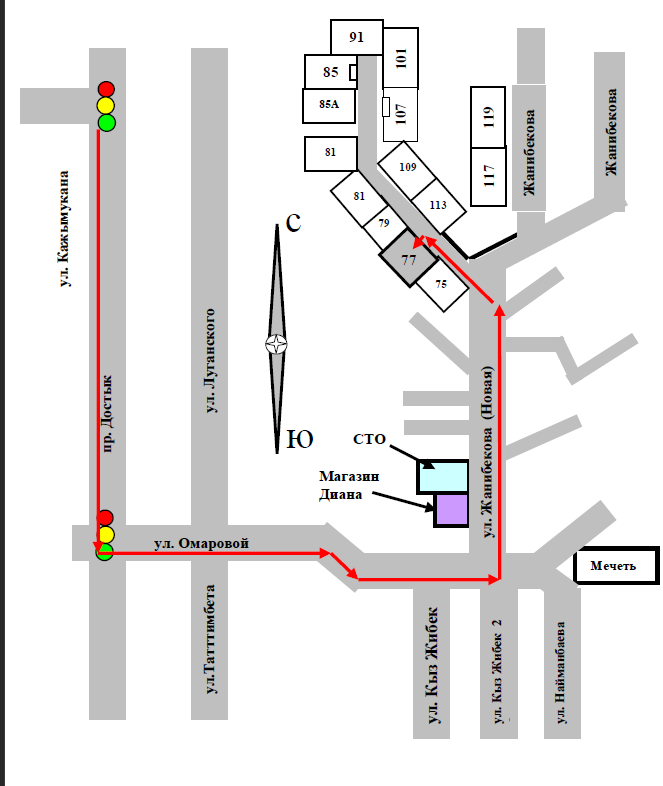 91
101
85
85А
107
119
81
109
117
81
113
79
77
75
Жанибекова
Жанибекова
ул. Кажымукана
С
Ю
ул. Луганского
пр. Достык
ул. Жанибекова (Новая)
СТО
Магазин
Диана
ул. Омаровой
Мечеть
ул.Татттимбета
ул. Кыз Жибек
ул. Кыз Жибек 2
ул. Найманбаева